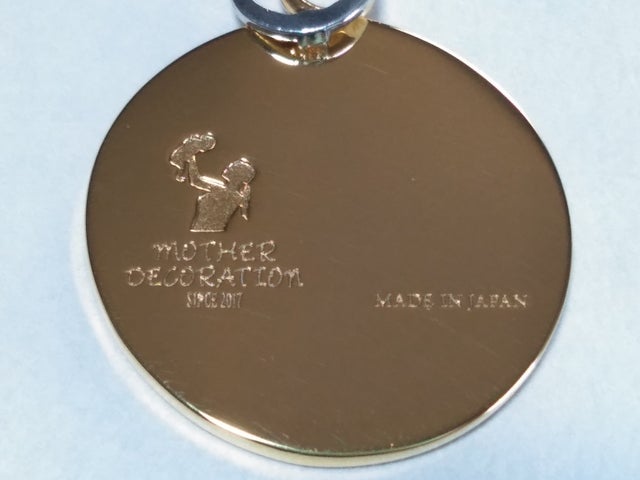 MOTHER
DECORATION
SINCE 2017
MADE IN JAPAN